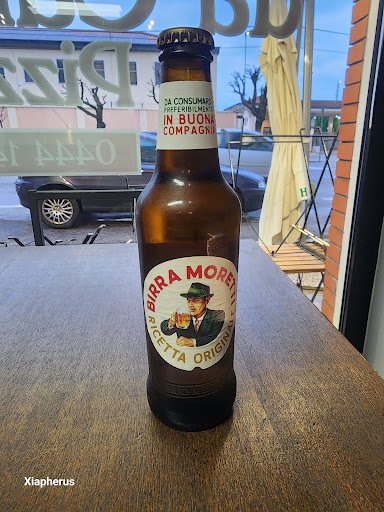 Pizz
0444 1
DA CONSUMARSI
PREFERIBILMENTE
IN BUONA
COMPAGNIA
BIRRA MORETTI
RICETTA ORIGINALE
H
Xiapherus